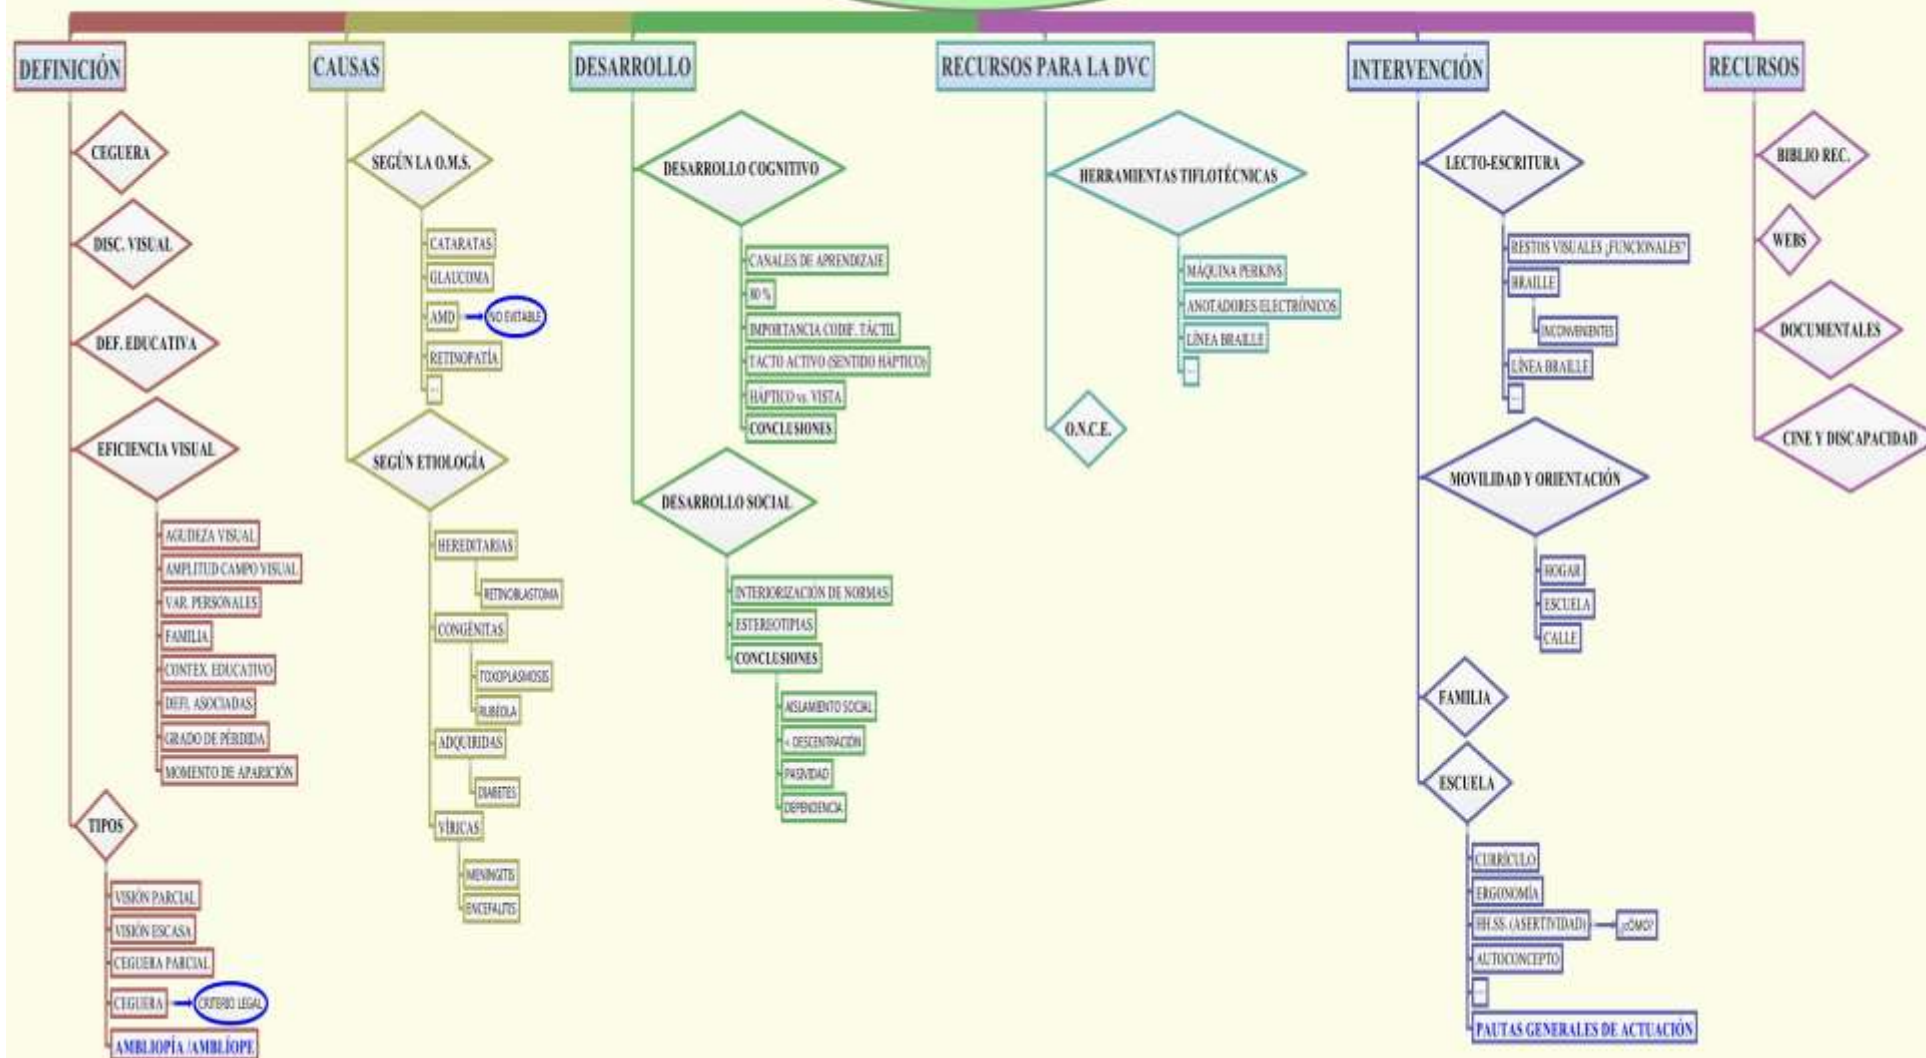 DEFINICIÓN
CEGUERA
DISC. VISUAL
DEF. EDUCATIVA
EFICIENCIA VISUAL
AGUDEZA VISUAL
AMPLITUD CAMPO VISUAL
VAR. PERSONALES
FAMILIA
CONTEX. EDUCATIVO
DEFI. ASOCIADAS
GRADO DE PÉRDIDA
MOMENTO DE APARICIÓN
TIPOS
VISIÓN PARCIAL
VISIÓN ESCASA
CEGUERA PARCIAL
CEGUERA
CRITERIO LEGAL
AMBLIOPÍA /AMBLÍOPE
CAUSAS
SEGÚN LA O.M.S.
CATARATAS
GLAUCOMA
AMD
NO EVITABLE
RETINOPATÍA
...
SEGÚN ETIOLOGÍA
HEREDITARIAS
RETINOBLASTOMA
CONGÉNITAS
TOXOPLASMOSIS
RUBÉOLA
ADQUIRIDAS
DIABETES
VÍRICAS
MENINGITIS
ENCEFALITIS
DESARROLLO
DESARROLLO COGNITIVO
CANALES DE APRENDIZAJE
80 %
IMPORTANCIA CODIF. TÁCTIL
TACTO ACTIVO (SENTIDO HÁPTICO)
HÁPTICO vs. VISTA
CONCLUSIONES
DESARROLLO SOCIAL
INTERIORIZACIÓN DE NORMAS
ESTEREOTIPIAS
CONCLUSIONES
AISLAMIENTO SOCIAL
< DESCENTRACIÓN
PASIVIDAD
DEPENDENCIA
RECURSOS PARA LA DVC
HERRAMIENTAS TIFLOTÉCNICAS
MÁQUINA PERKINS
ANOTADORES ELECTRÓNICOS
LÍNEA BRAILLE
...
O.N.C.E.
INTERVENCIÓN
LECTO-ESCRITURA
RESTOS VISUALES ¿FUNCIONALES?
BRAILLE
INCONVENIENTES
LÍNEA BRAILLE
...
MOVILIDAD Y ORIENTACIÓN
HOGAR
ESCUELA
CALLE
FAMILIA
ESCUELA
CURRÍCULO
ERGONOMÍA
HH.SS. (ASERTIVIDAD)
¿CÓMO?
AUTOCONCEPTO
...
PAUTAS GENERALES DE ACTUACIÓN
RECURSOS
BIBLIO REC.
WEBS
DOCUMENTALES
CINE Y DISCAPACIDAD